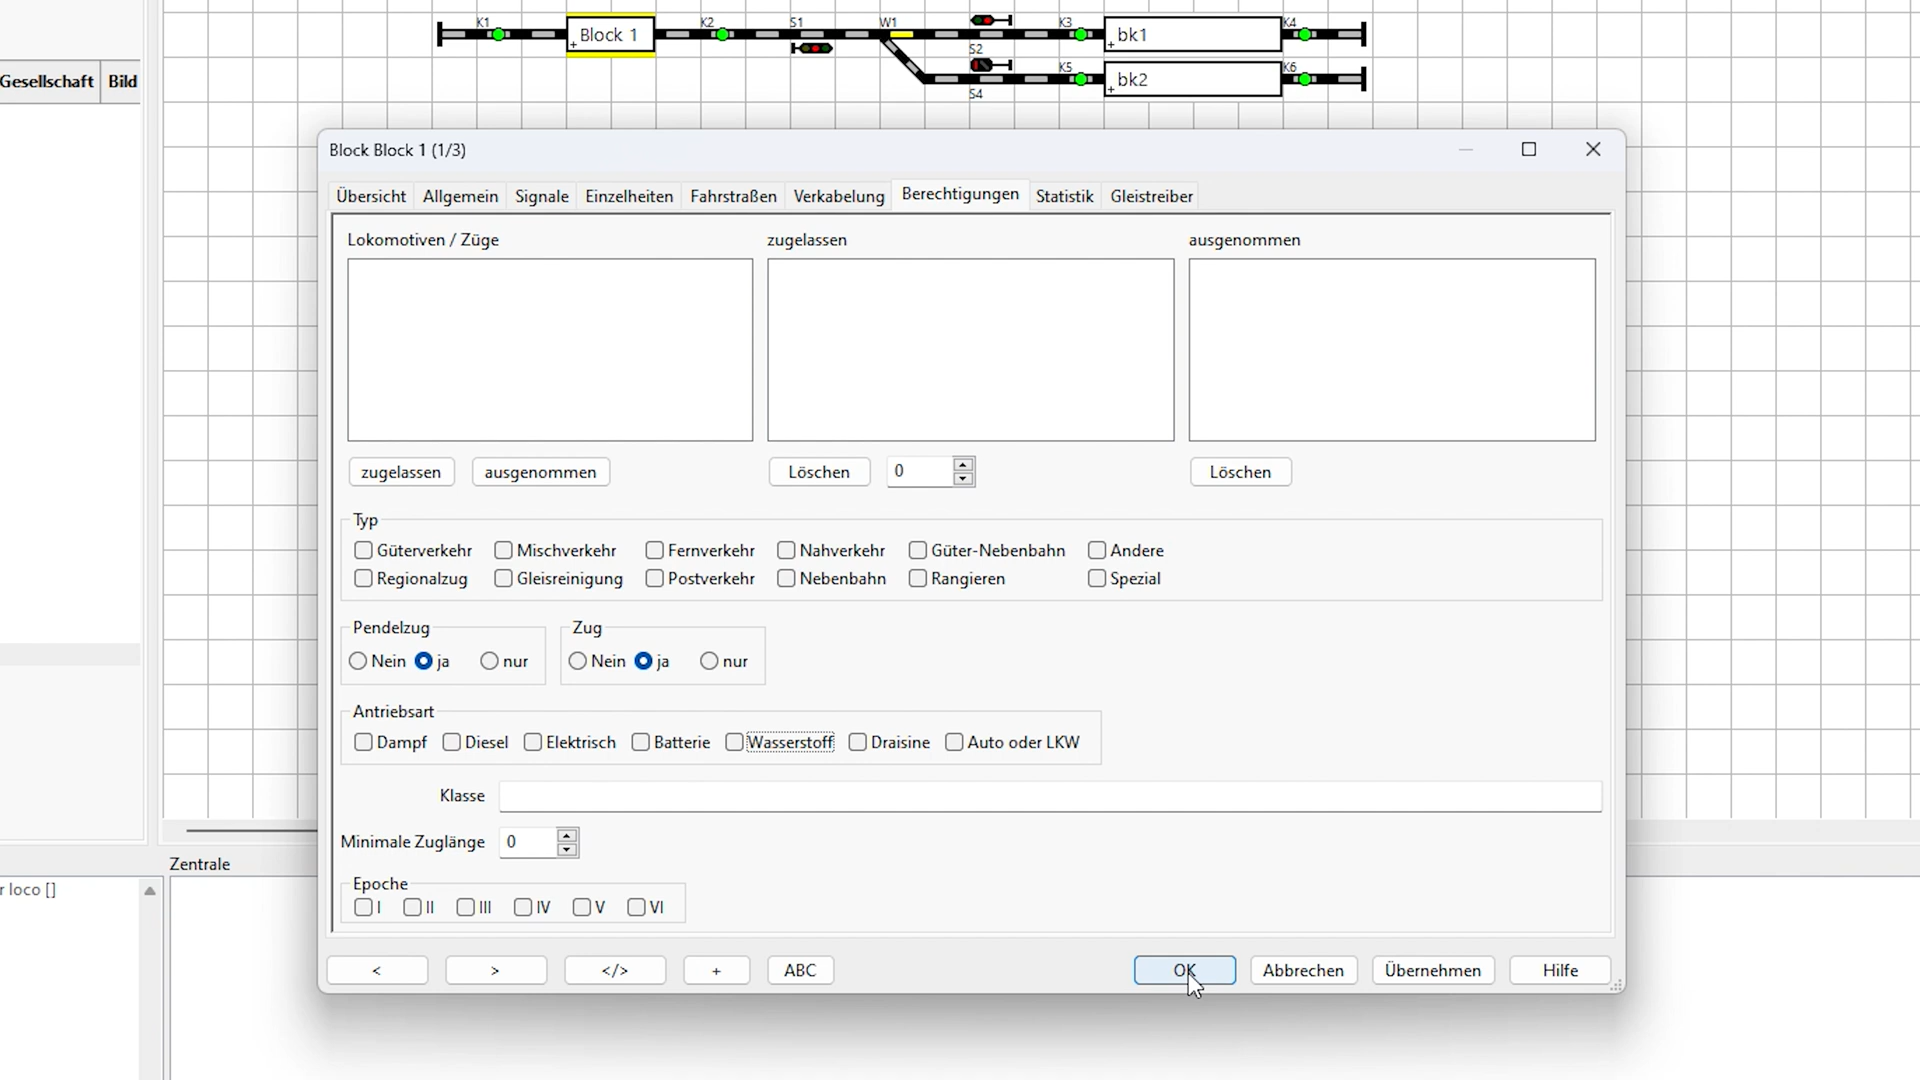 K1 K2 S1 W1 K3 K4
Block 1 bk1
S2
K5 K6
bk2
S4
Gesellschaft Bild
Block Block 1 (1/3)
Übersicht Allgemein Signale Einzelheiten Fahrstraßen Verkabelung Berechtigungen Statistik Gleistreiber
Lokomotiven / Züge zugelassen ausgenommen
zugelassen ausgenommen Löschen 0 Löschen
Typ
Güterverkehr Mischverkehr Fernverkehr Nahverkehr Güter-Nebenbahn Andere
Regionalzug Gleisreinigung Postverkehr Nebenbahn Rangieren Spezial
Pendelzug Zug
Nein ja nur Nein ja nur
Antriebsart
Dampf Diesel Elektrisch Batterie Wasserstoff Draisine Auto oder LKW
Klasse
Minimale Zuglänge 0
Epoche
I II III IV V VI
< > </> + ABC OK Abbrechen Übernehmen Hilfe
Zentrale
r loco []